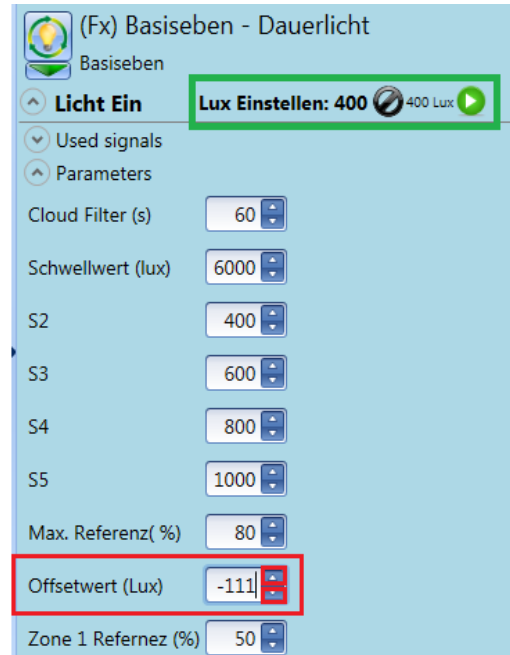 (Fx) Basiseben - Dauerlicht
Basiseben
Licht Ein Lux Einstellen: 400 400 Lux
Used signals
Parameters
Cloud Filter (s) 60
Schwellwert (lux) 6000
S2 400
S3 600
S4 800
S5 1000
Max. Referenz( %) 80
Offsetwert (Lux) -111
Zone 1 Refernez (%) 50